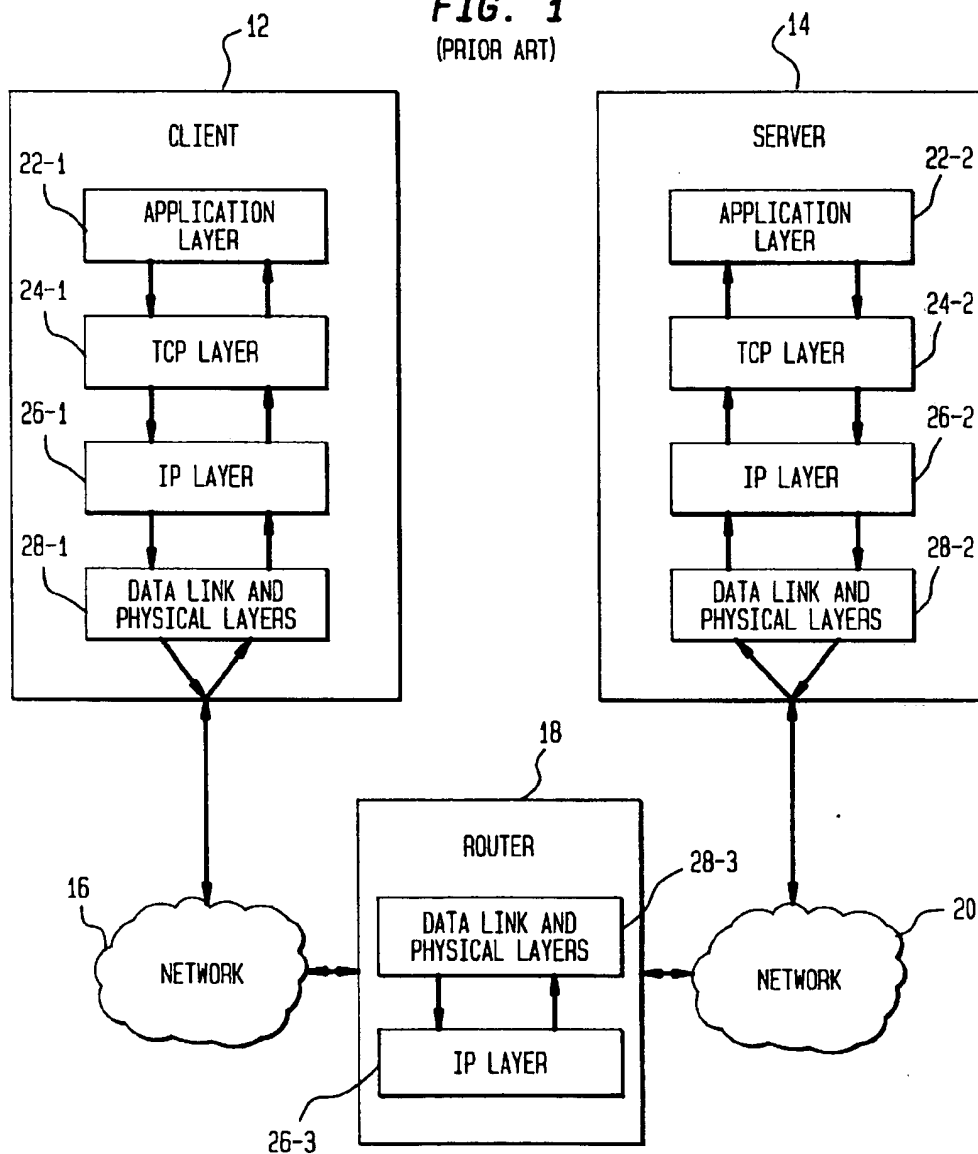 FIG. 1
(PRIOR ART)
12
14
CLIENT
22-1
APPLICATION
LAYER
24-1
TCP LAYER
26-1
IP LAYER
28-1
DATA LINK AND
PHYSICAL LAYERS
SERVER
22-2
APPLICATION
LAYER
24-2
TCP LAYER
26-2
IP LAYER
28-2
DATA LINK AND
PHYSICAL LAYERS
16
NETWORK
18
ROUTER
28-3
DATA LINK AND
PHYSICAL LAYERS
IP LAYER
26-3
20
NETWORK